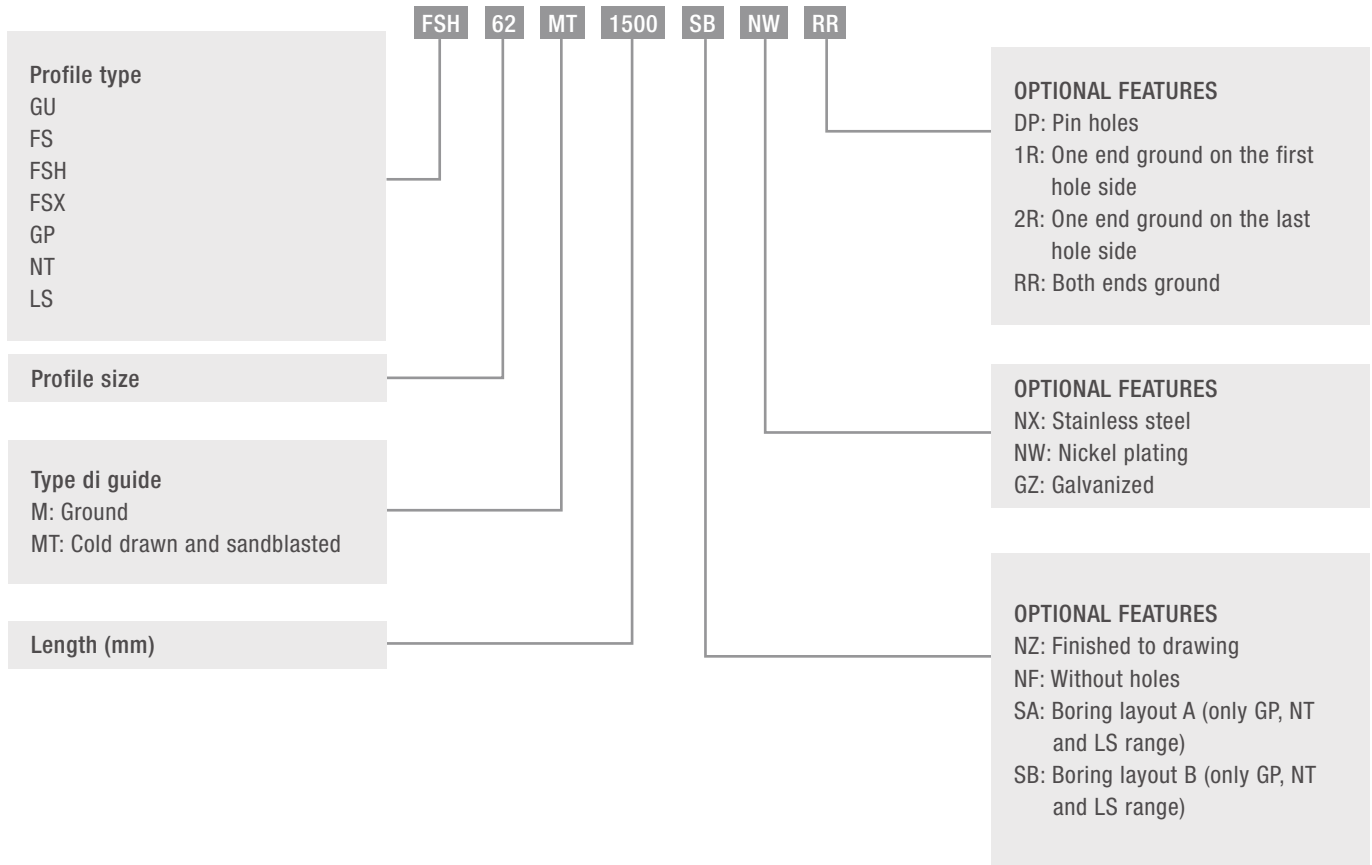 FSH 62 MT 1500 SB NW RR
Profile type
GU
FS
FSH
FSX
GP
NT
LS
Profile size
Type di guide
M: Ground
MT: Cold drawn and sandblasted
Length (mm)
OPTIONAL FEATURES
DP: Pin holes
1R: One end ground on the first
hole side
2R: One end ground on the last
hole side
RR: Both ends ground
OPTIONAL FEATURES
NX: Stainless steel
NW: Nickel plating
GZ: Galvanized
OPTIONAL FEATURES
NZ: Finished to drawing
NF: Without holes
SA: Boring layout A (only GP, NT
and LS range)
SB: Boring layout B (only GP, NT
and LS range)